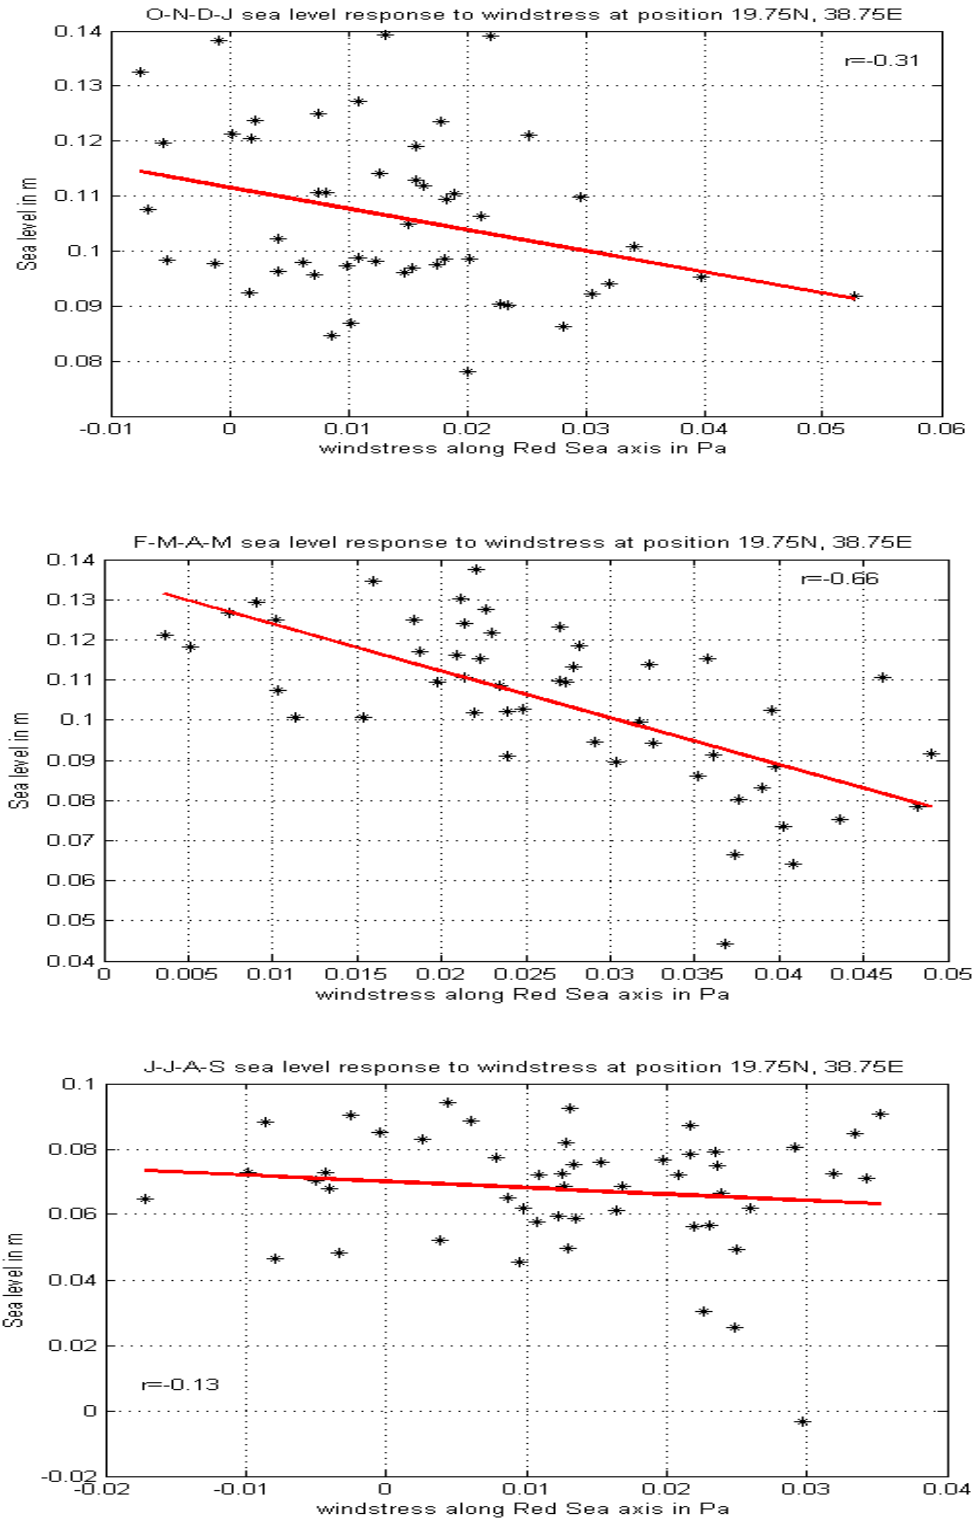 O-N-D-J sea level response to windstress at position 19.75N, 38.75E
0.14
r=-0.31
0.13
0.12
0.11
0.1
0.09
0.08
Sea level in m
-0.01 0 0.01 0.02 0.03 0.04 0.05 0.06
windstress along Red Sea axis in Pa
F-M-A-M sea level response to windstress at position 19.75N, 38.75E
0.14
r=-0.66
0.13
0.12
0.11
0.1
0.09
0.08
0.07
0.06
0.05
0.04
Sea level in m
0 0.005 0.01 0.015 0.02 0.025 0.03 0.035 0.04 0.045 0.05
windstress along Red Sea axis in Pa
J-J-A-S sea level response to windstress at position 19.75N, 38.75E
0.1
0.08
0.06
0.04
0.02
r=-0.13
0
-0.02
Sea level in m
-0.02 -0.01 0 0.01 0.02 0.03 0.04
windstress along Red Sea axis in Pa